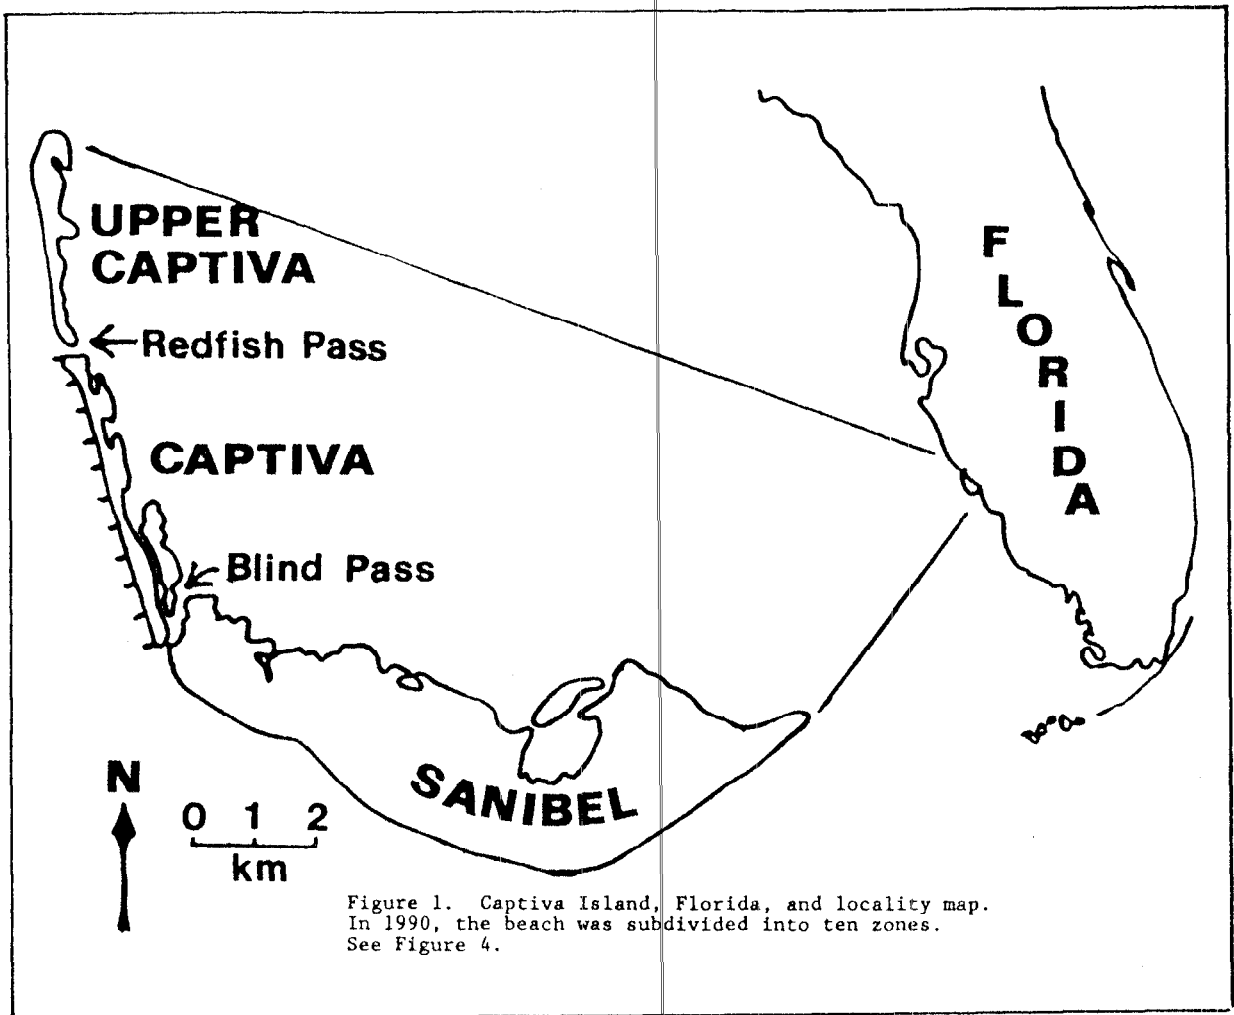 UPPER
CAPTIVA
Redfish Pass
CAPTIVA
Blind Pass
SANIBEL
FLORIDA
N
0 1 2
km
Figure 1. Captiva Island, Florida, and locality map.
In 1990, the beach was subdivided into ten zones.
See Figure 4.